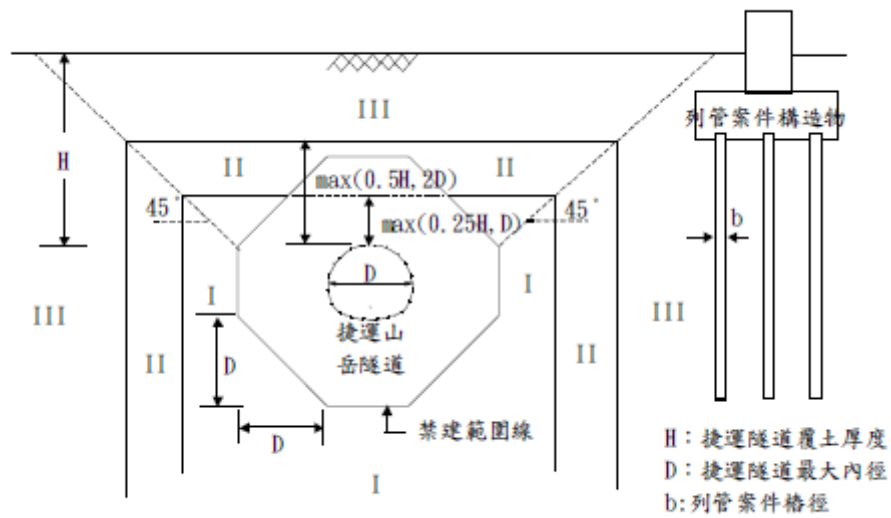 III
列管案件構造物
H
II
II
max(0.5H,2D)
45°
45°
max(0.25H,D)
b
D
I
I
III
III
捷運山
岳隧道
II
II
D
D
禁建範圍線
I
H：捷運隧道覆土厚度
D：捷運隧道最大內徑
b:列管案件樁徑